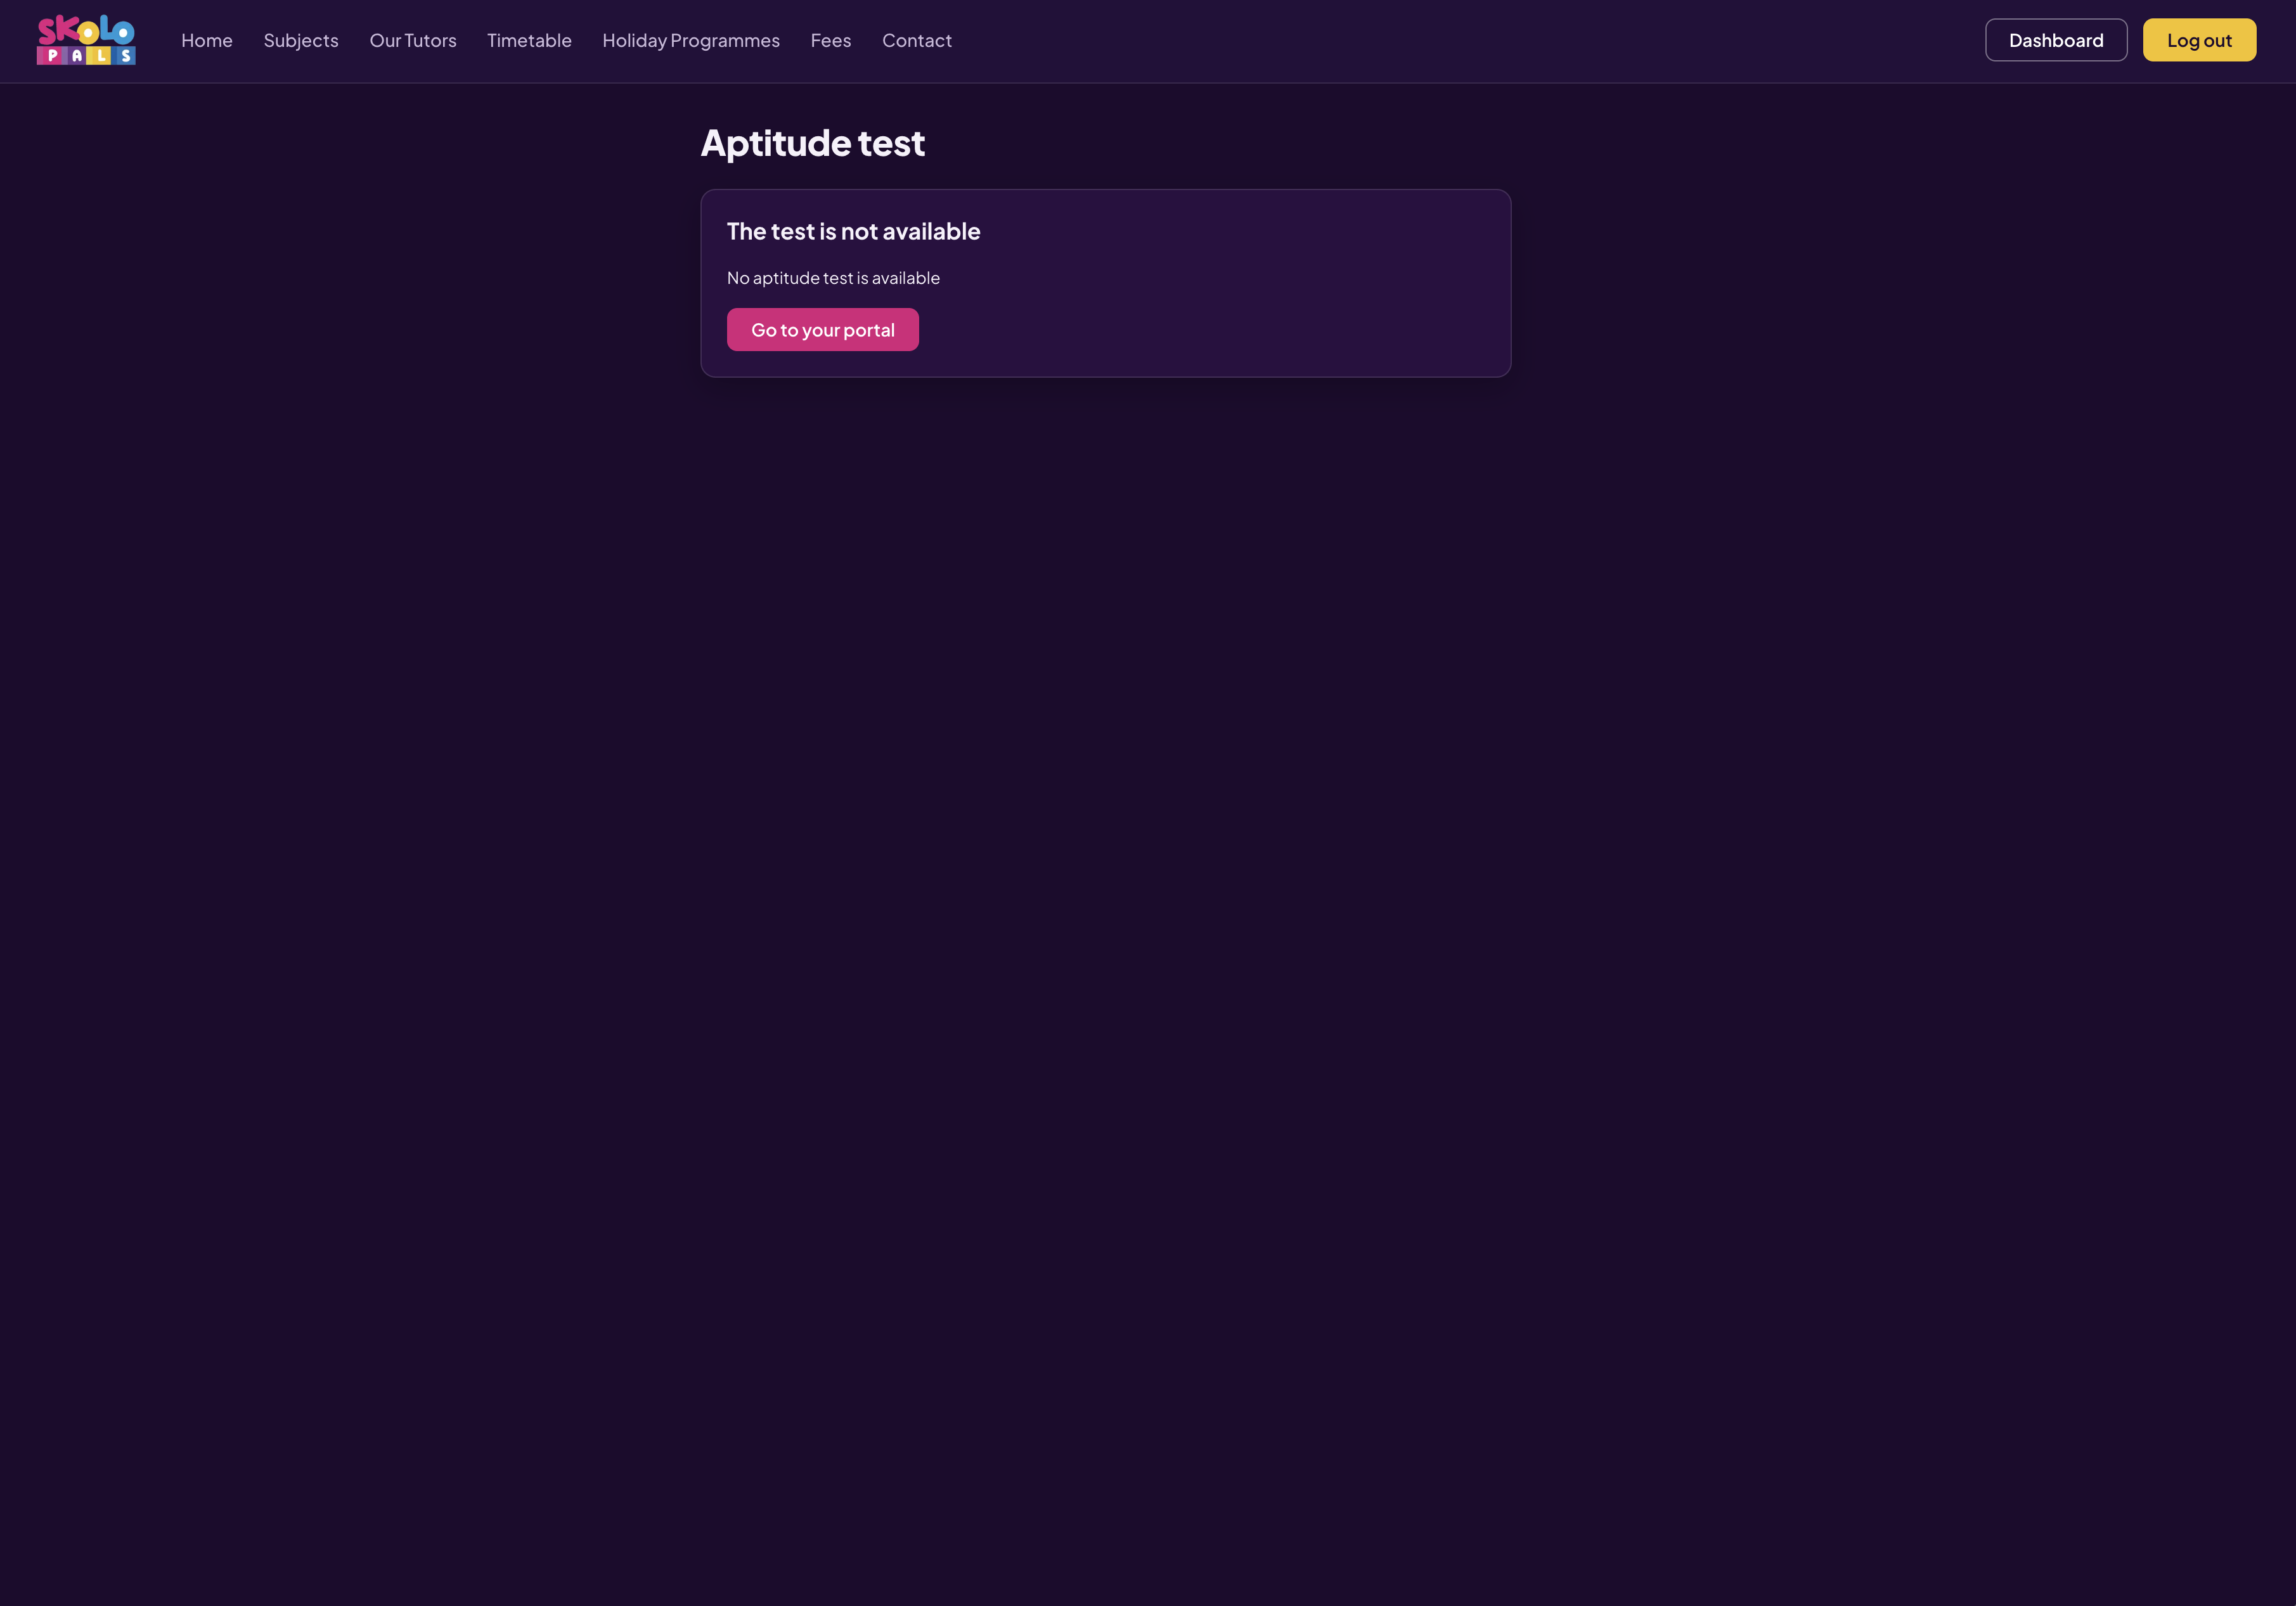 SKOLO
PALS
Home Subjects Our Tutors Timetable Holiday Programmes Fees Contact Dashboard Log out
Aptitude test
The test is not available
No aptitude test is available
Go to your portal